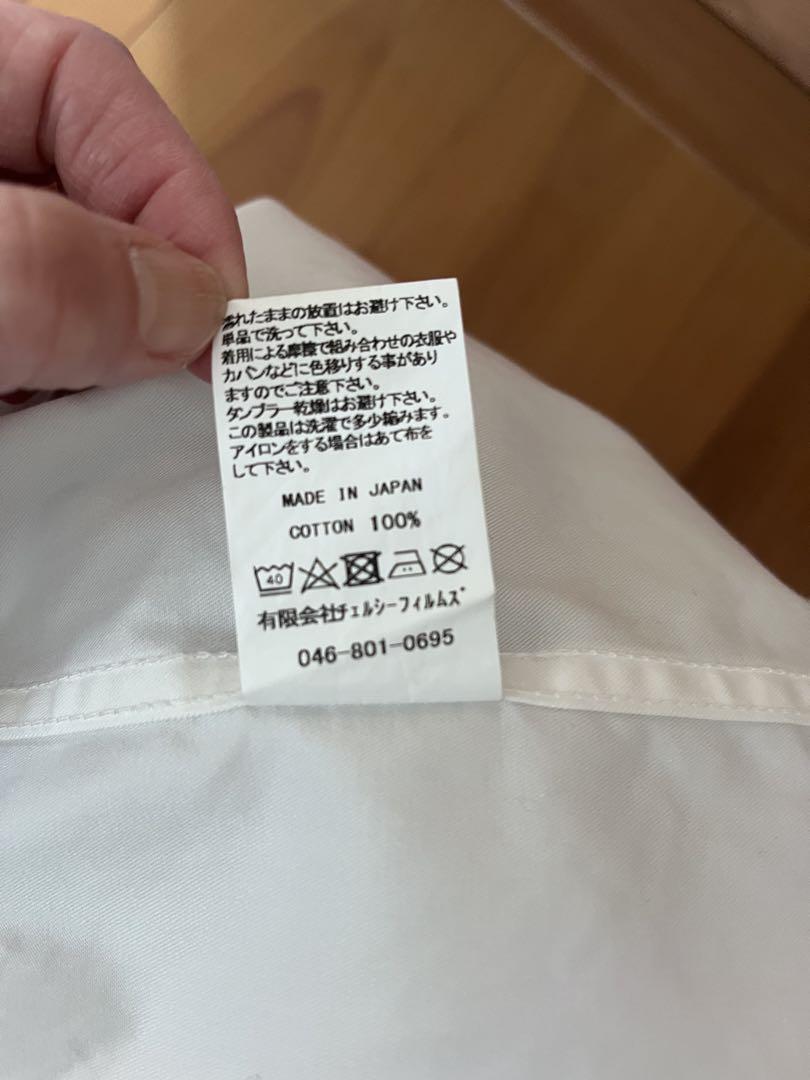 濡れたままの放置はお避け下さい。
単品で洗って下さい。
着用による摩擦で組み合わせの衣服や
カバンなどに色移りする事があり
ますのでご注意下さい。
タンブラー乾燥はお避け下さい。
この製品は洗濯で多少縮みます。
アイロンをする場合はあて布を
して下さい。
MADE IN JAPAN
COTTON 100%
40
有限会社チェルシーフィルムズ
046-801-0695